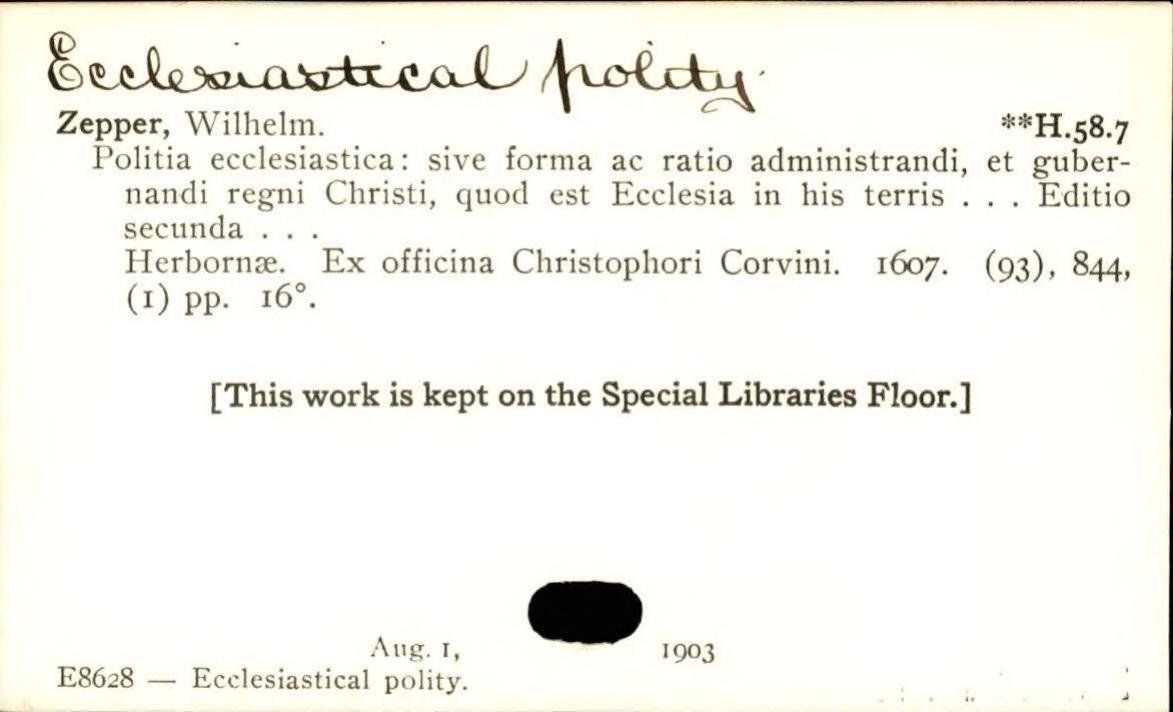 Ecclesiastical polity.
Zepper, Wilhelm. **H.58.7
Politia ecclesiastica: sive forma ac ratio administrandi, et guber-
nandi regni Christi, quod est Ecclesia in his terris . . . Editio
secunda . . .
Herbornæ. Ex officina Christophori Corvini. 1607. (93), 844,
(1) pp. 16°.
[This work is kept on the Special Libraries Floor.]
Aug. 1, 1903
E8628 — Ecclesiastical polity.